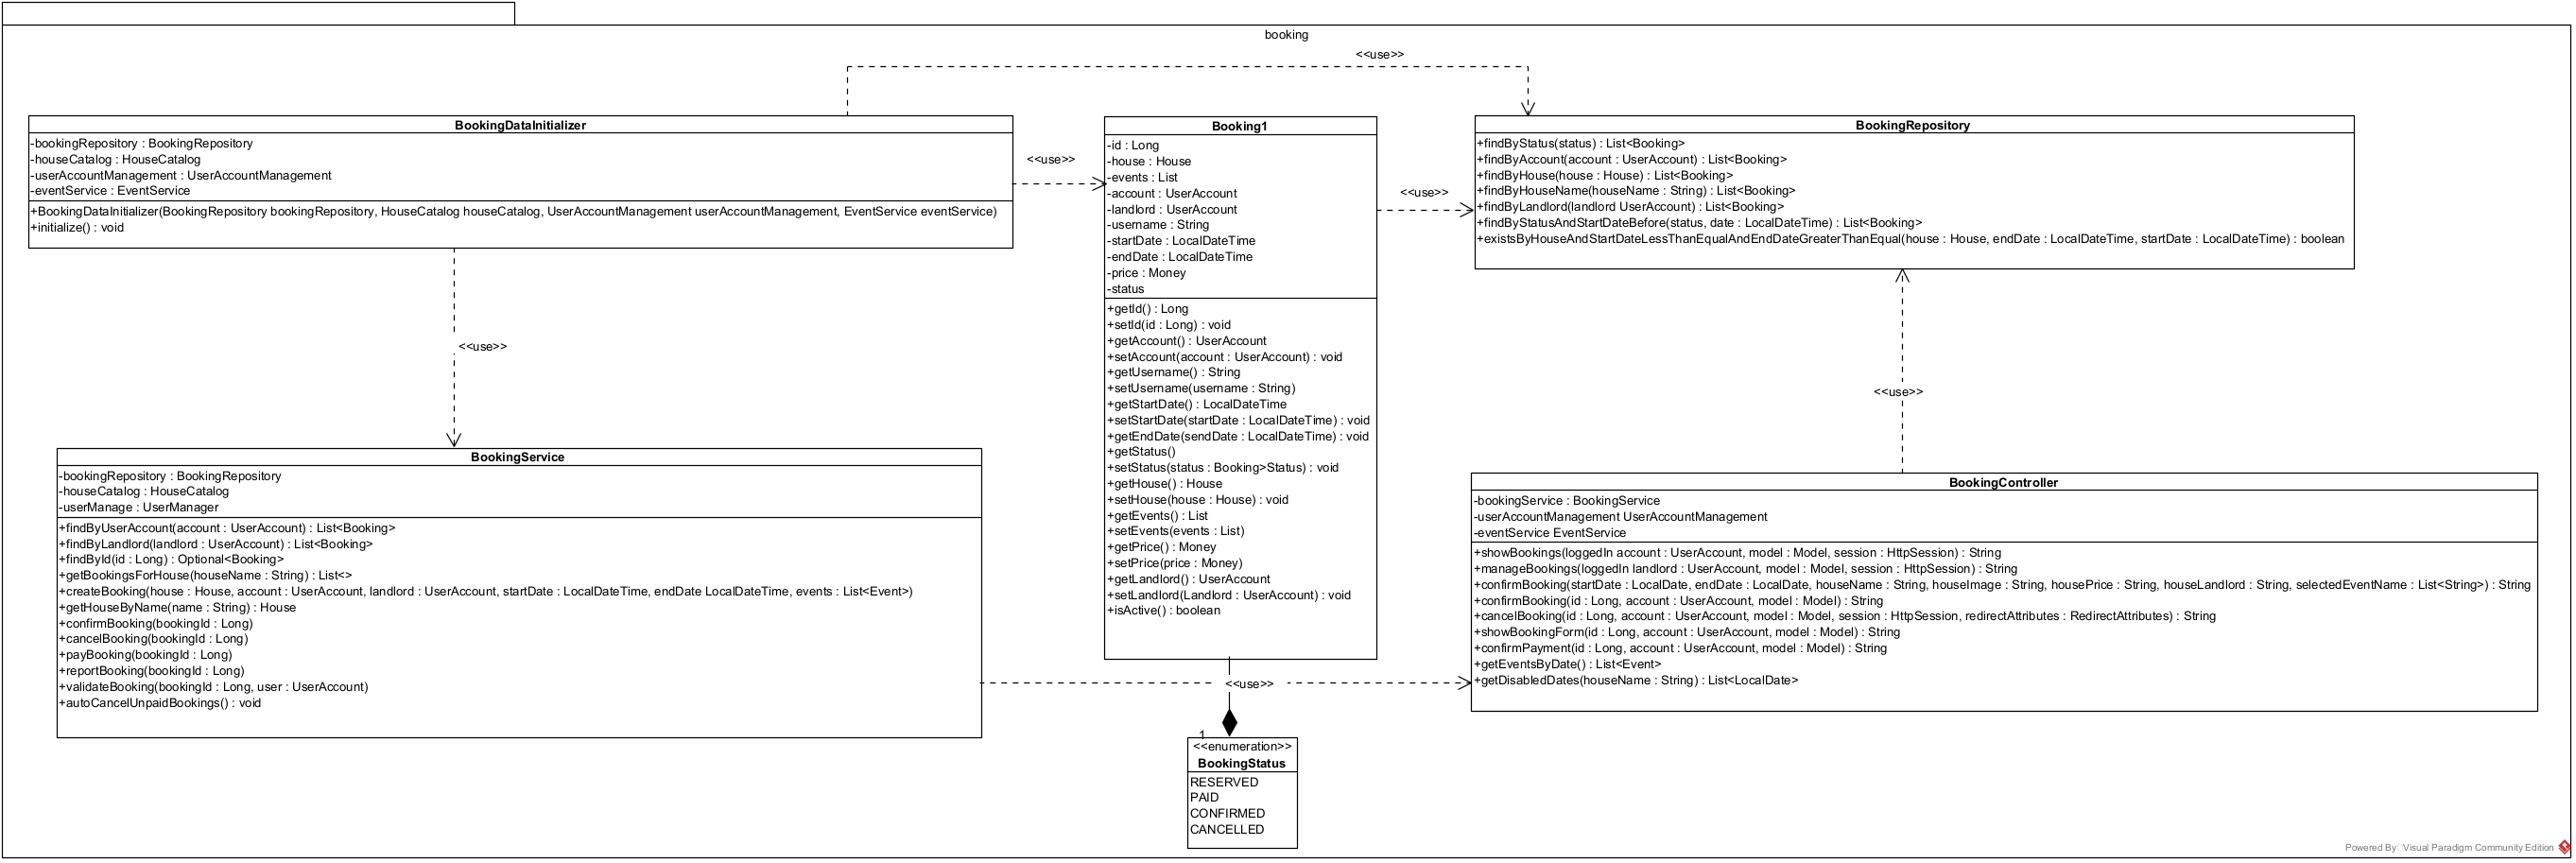 booking
<<use>>
BookingDataInitializer
-bookingRepository : BookingRepository
-houseCatalog : HouseCatalog
-userAccountManagement : UserAccountManagement
-eventService : EventService
+BookingDataInitializer(BookingRepository bookingRepository, HouseCatalog houseCatalog, UserAccountManagement userAccountManagement, EventService eventService)
+initialize() : void
<<use>>
Booking1
-id : Long
-house : House
-events : List
-account : UserAccount
-landlord : UserAccount
-username : String
-startDate : LocalDateTime
-endDate : LocalDateTime
-price : Money
-status
+getId() : Long
+setId(id : Long) : void
+getAccount() : UserAccount
+setAccount(account : UserAccount) : void
+getUsername() : String
+setUsername(username : String)
+getStartDate() : LocalDateTime
+setStartDate(startDate : LocalDateTime) : void
+getEndDate(sendDate : LocalDateTime) : void
+getStatus()
+setStatus(status : Booking>Status) : void
+getHouse() : House
+setHouse(house : House) : void
+getEvents() : List
+setEvents(events : List)
+getPrice() : Money
+setPrice(price : Money)
+getLandlord() : UserAccount
+setLandlord(Landlord : UserAccount) : void
+isActive() : boolean
<<use>>
BookingRepository
+findByStatus(status) : List<Booking>
+findByAccount(account : UserAccount) : List<Booking>
+findByHouse(house : House) : List<Booking>
+findByHouseName(houseName : String) : List<Booking>
+findByLandlord(landlord UserAccount) : List<Booking>
+findByStatusAndStartDateBefore(status, date : LocalDateTime) : List<Booking>
+existsByHouseAndStartDateLessThanEqualAndEndDateGreaterThanEqual(house : House, endDate : LocalDateTime, startDate : LocalDateTime) : boolean
<<use>>
<<use>>
BookingService
-bookingRepository : BookingRepository
-houseCatalog : HouseCatalog
-userManage : UserManager
+findByUserAccount(account : UserAccount) : List<Booking>
+findByLandlord(landlord : UserAccount) : List<Booking>
+findById(id : Long) : Optional<Booking>
+getBookingsForHouse(houseName : String) : List<>
+createBooking(house : House, account : UserAccount, landlord : UserAccount, startDate : LocalDateTime, endDate LocalDateTime, events : List<Event>)
+getHouseByName(name : String) : House
+confirmBooking(bookingId : Long)
+cancelBooking(bookingId : Long)
+payBooking(bookingId : Long)
+reportBooking(bookingId : Long)
+validateBooking(bookingId : Long, user : UserAccount)
+autoCancelUnpaidBookings() : void
BookingController
-bookingService : BookingService
-userAccountManagement UserAccountManagement
-eventService EventService
+showBookings(loggedIn account : UserAccount, model : Model, session : HttpSession) : String
+manageBookings(loggedIn landlord : UserAccount, model : Model, session : HttpSession) : String
+confirmBooking(startDate : LocalDate, endDate : LocalDate, houseName : String, houseImage : String, housePrice : String, houseLandlord : String, selectedEventName : List<String>) : String
+confirmBooking(id : Long, account : UserAccount, model : Model) : String
+cancelBooking(id : Long, account : UserAccount, model : Model, session : HttpSession, redirectAttributes : RedirectAttributes) : String
+showBookingForm(id : Long, account : UserAccount, model : Model) : String
+confirmPayment(id : Long, account : UserAccount, model : Model) : String
+getEventsByDate() : List<Event>
+getDisabledDates(houseName : String) : List<LocalDate>
<<use>>
1
<<enumeration>>
BookingStatus
RESERVED
PAID
CONFIRMED
CANCELLED
Powered By Visual Paradigm Community Edition